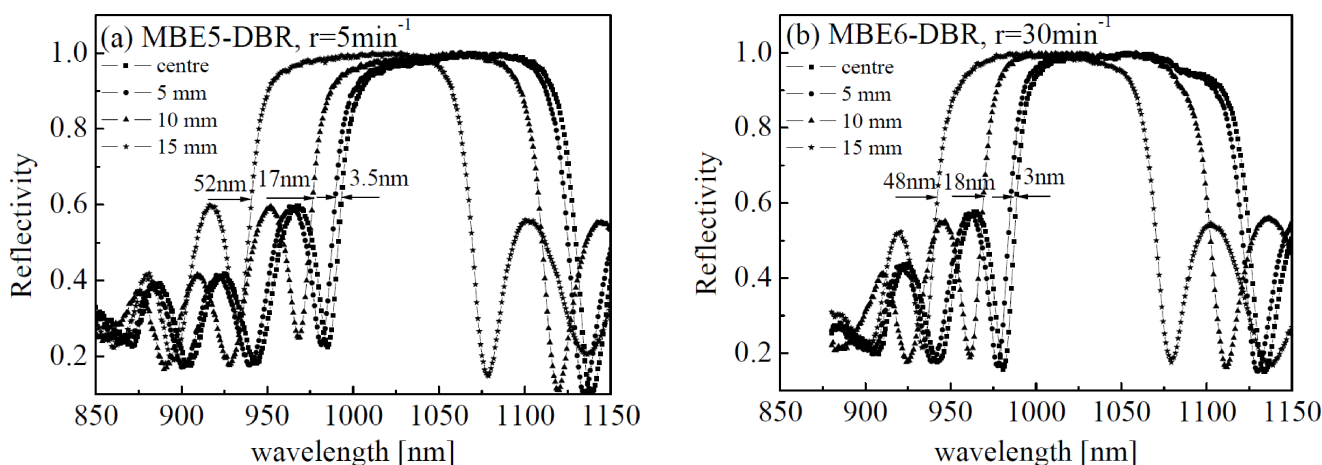 (a) MBE5-DBR, r=5min-1
centre
5 mm
10 mm
15 mm
52nm
17nm
3.5nm
Reflectivity
1.0
0.8
0.6
0.4
0.2
850
900
950
1000
1050
1100
1150
wavelength [nm]
(b) MBE6-DBR, r=30min-1
centre
5 mm
10 mm
15 mm
48nm
18nm
3nm
Reflectivity
1.0
0.8
0.6
0.4
0.2
850
900
950
1000
1050
1100
1150
wavelength [nm]